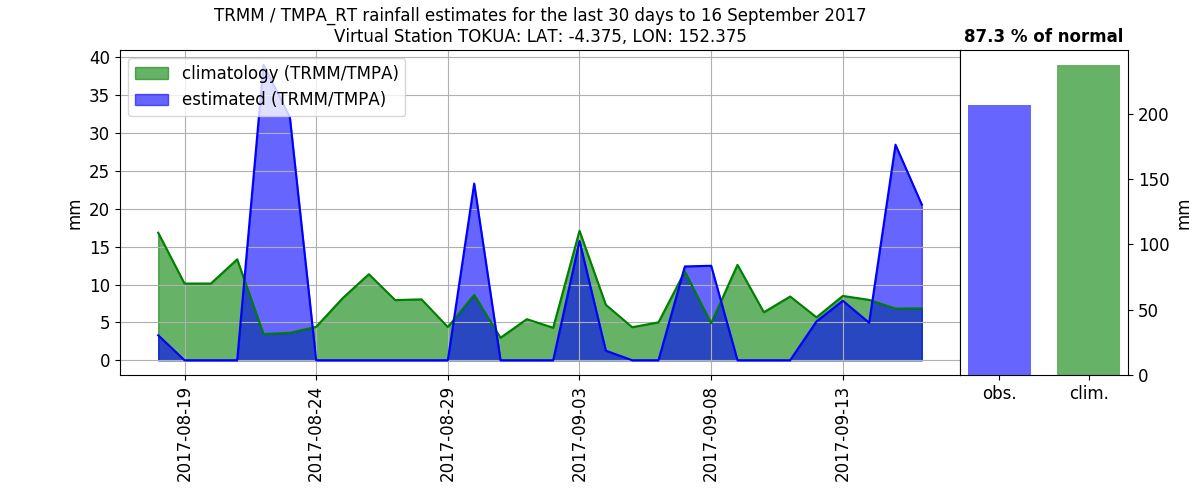 TRMM / TMPA_RT rainfall estimates for the last 30 days to 16 September 2017
Virtual Station TOKUA: LAT: -4.375, LON: 152.375
87.3 % of normal
climatology (TRMM/TMPA)
estimated (TRMM/TMPA)
mm
40
35
30
25
20
15
10
5
0
2017-08-19
2017-08-24
2017-08-29
2017-09-03
2017-09-08
2017-09-13
obs.
clim.
200
150
100
50
0
mm